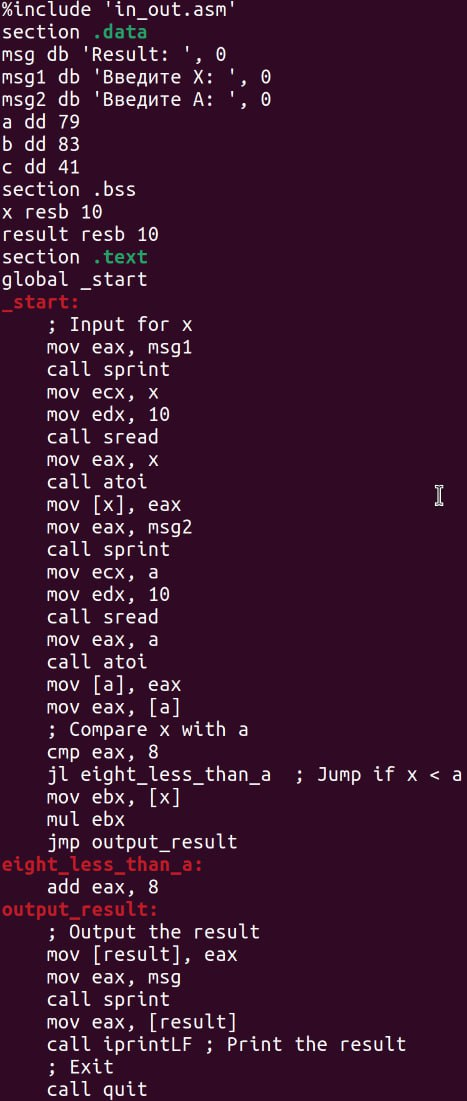 %include 'in_out.asm'
section .data
msg db 'Result: ', 0
msg1 db 'Введите X: ', 0
msg2 db 'Введите A: ', 0
a dd 79
b dd 83
c dd 41
section .bss
x resb 10
result resb 10
section .text
global _start
_start:
    ; Input for x
    mov eax, msg1
    call sprint
    mov ecx, x
    mov edx, 10
    call sread
    mov eax, x
    call atoi
    mov [x], eax
    mov eax, msg2
    call sprint
    mov ecx, a
    mov edx, 10
    call sread
    mov eax, a
    call atoi
    mov [a], eax
    mov eax, [a]
    ; Compare x with a
    cmp eax, 8
    jl eight_less_than_a  ; Jump if x < a
    mov ebx, [x]
    mul ebx
    jmp output_result
eight_less_than_a:
    add eax, 8
output_result:
    ; Output the result
    mov [result], eax
    mov eax, msg
    call sprint
    mov eax, [result]
    call iprintLF ; Print the result
    ; Exit
    call quit